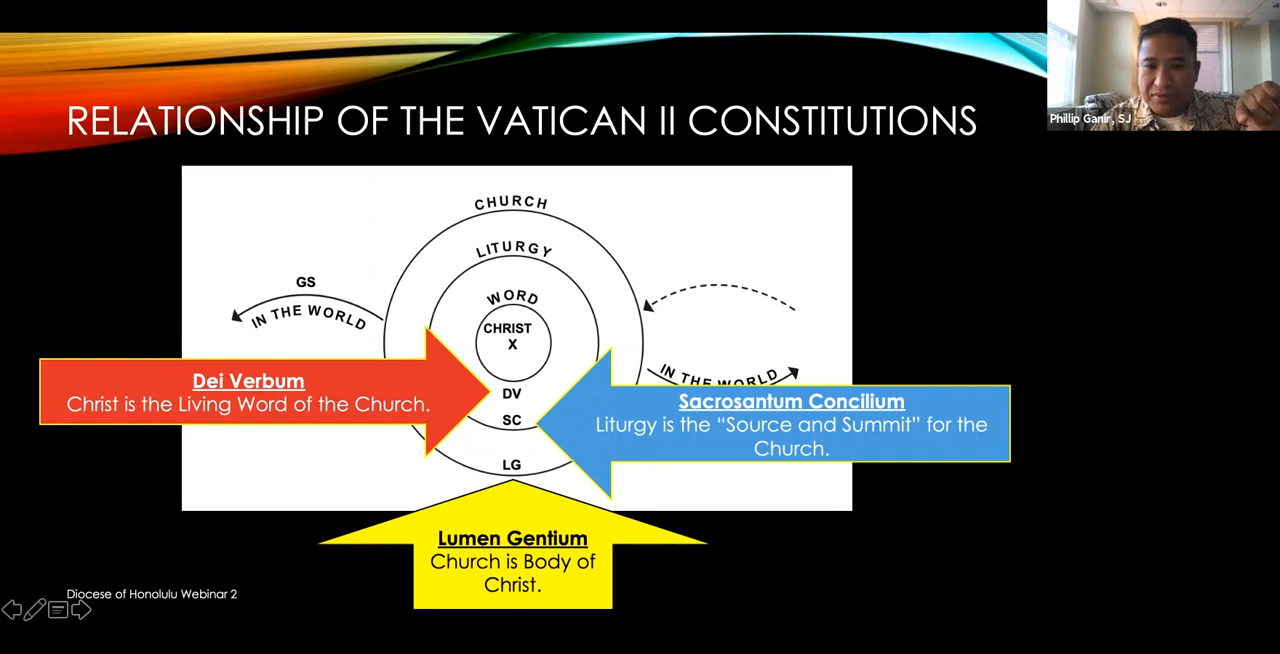 Phillip Ganir, SJ
RELATIONSHIP OF THE VATICAN II CONSTITUTIONS
CHURCH
LITURGY
WORD
CHRIST
X
GS
IN THE WORLD
IN THE WORLD
DV
SC
LG
Dei Verbum
Christ is the Living Word of the Church.
Sacrosantum Concilium
Liturgy is the “Source and Summit” for the
Church.
Lumen Gentium
Church is Body of
Christ.
Diocese of Honolulu Webinar 2